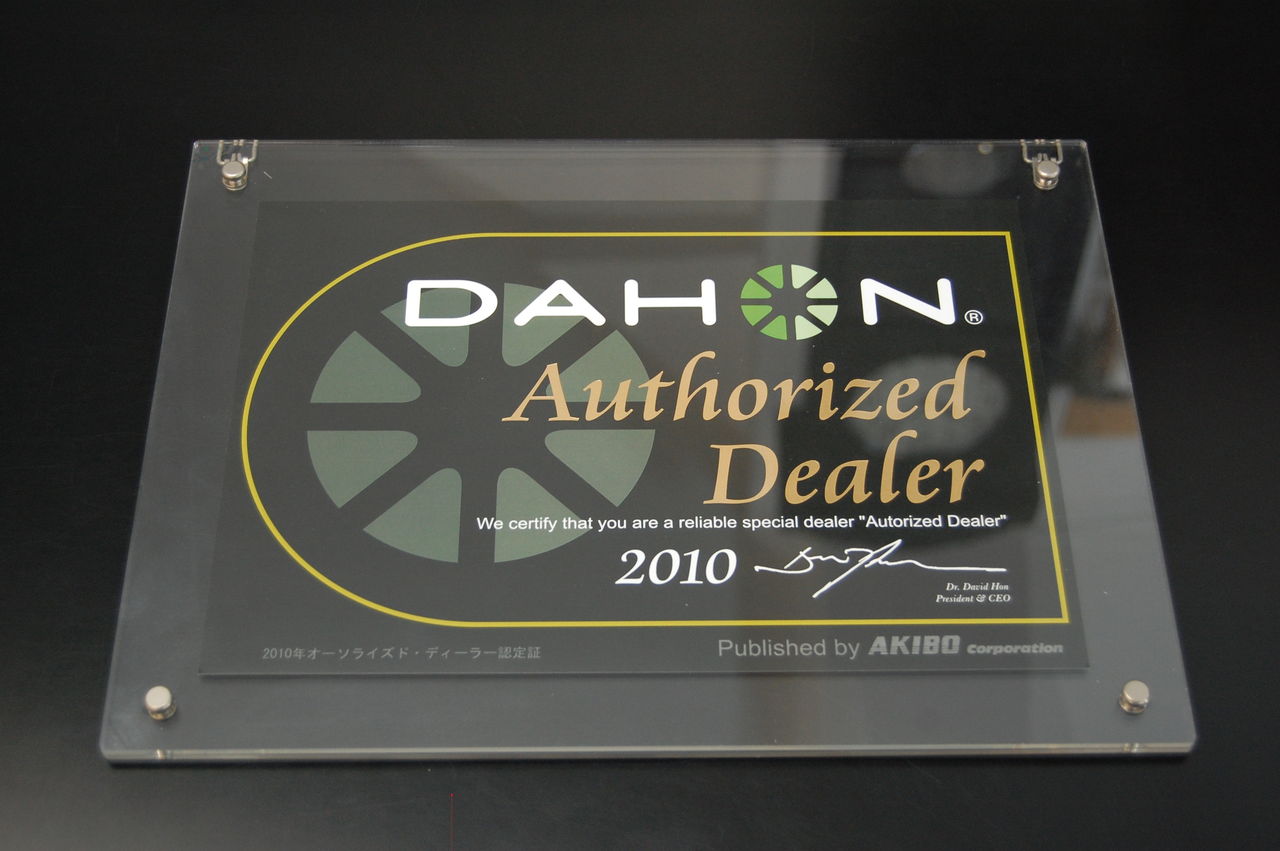 DAHON®
Authorized
Dealer
We certify that you are a reliable special dealer "Autorized Dealer"
2010
Dr. David Hon
President & CEO
2010年オーソライズド・ディーラー認定証
Published by AKIBO Corporation